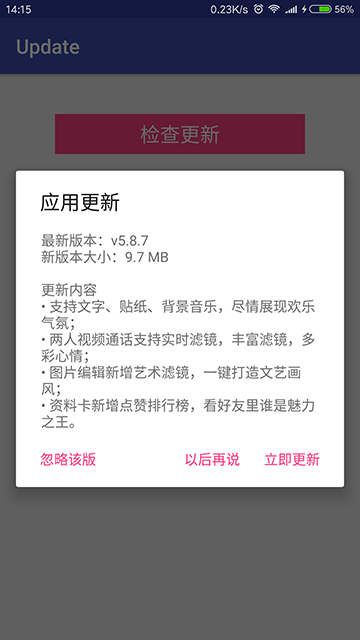 14:15 0.23K/s 56%
Update
检查更新
应用更新
最新版本：v5.8.7
新版本大小：9.7 MB
更新内容
• 支持文字、贴纸、背景音乐，尽情展现欢乐
气氛；
• 两人视频通话支持实时滤镜，丰富滤镜，多
彩心情；
• 图片编辑新增艺术滤镜，一键打造文艺画
风；
• 资料卡新增点赞排行榜，看好友里谁是魅力
之王。
忽略该版 以后再说 立即更新